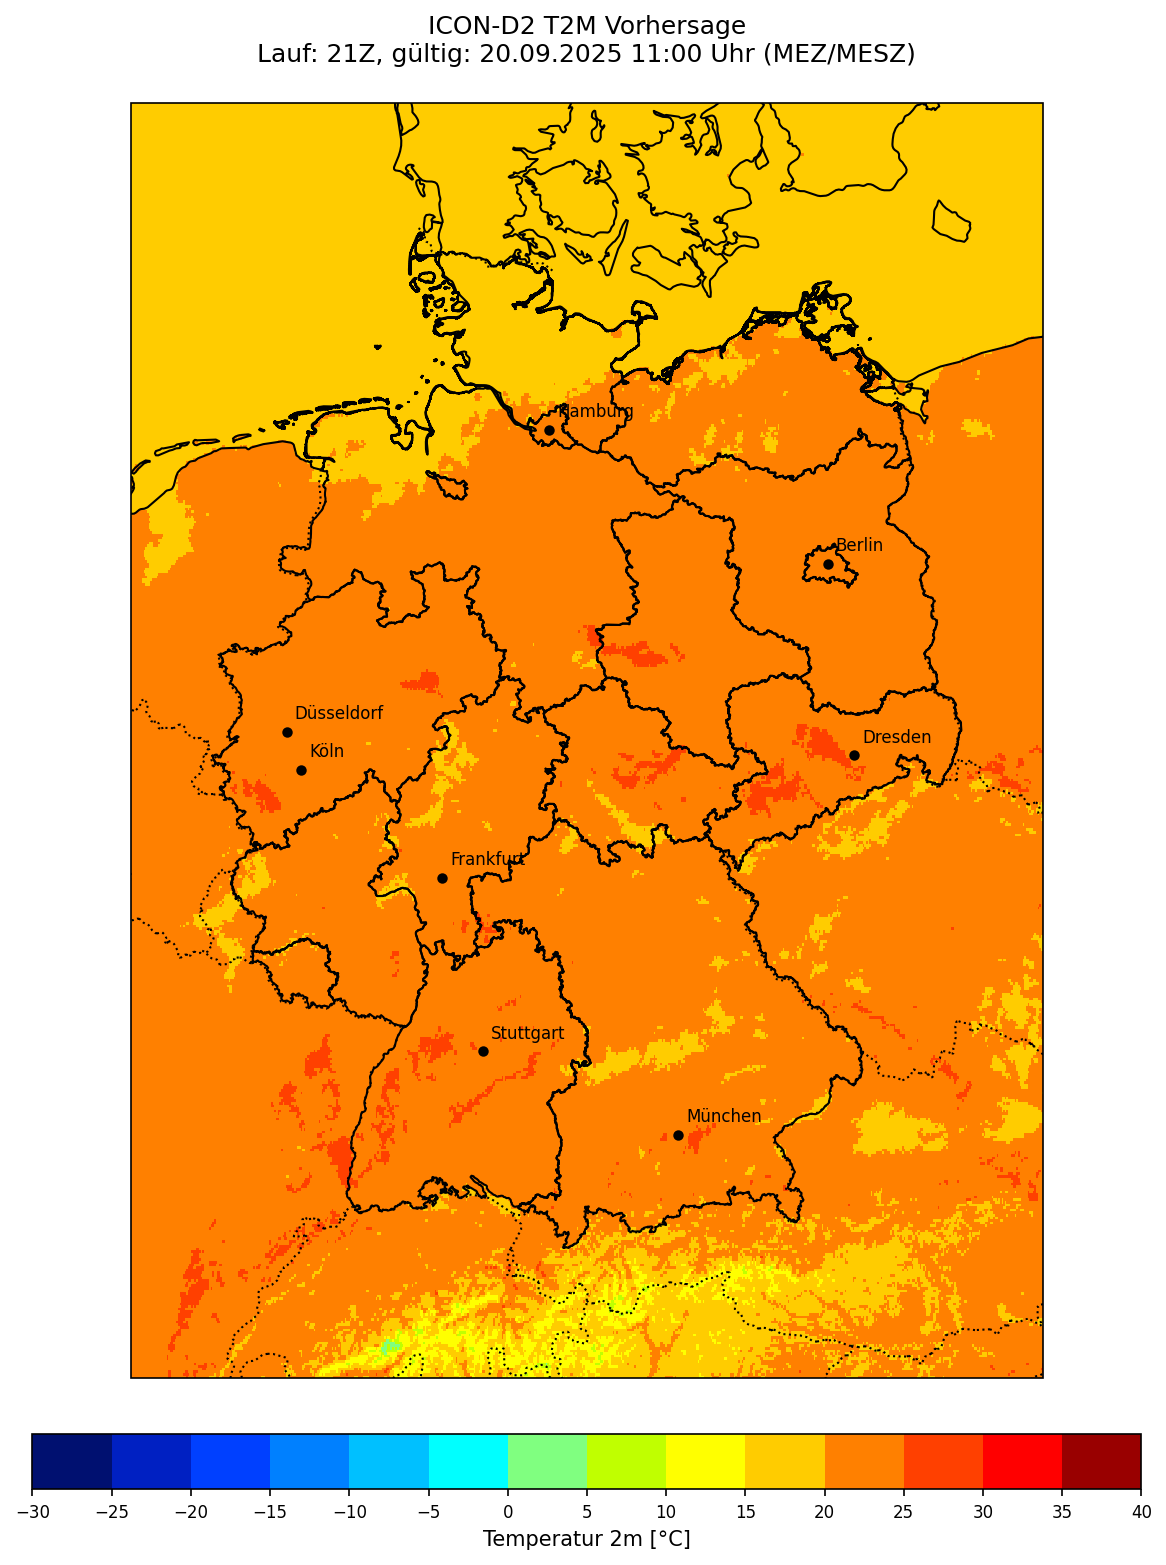 ICON-D2 T2M Vorhersage
Lauf: 21Z, gültig: 20.09.2025 11:00 Uhr (MEZ/MESZ)
Hamburg
Berlin
Düsseldorf
Dresden
Köln
Frankfurt
Stuttgart
München
−30 −25 −20 −15 −10 −5 0 5 10 15 20 25 30 35 40
Temperatur 2m [°C]